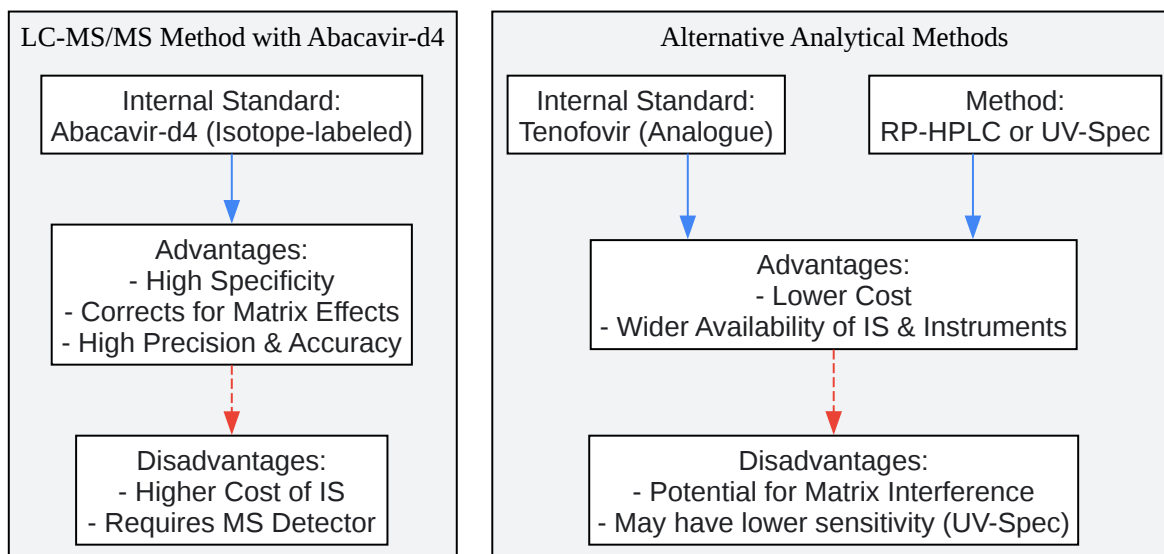 LC-MS/MS Method with Abacavir-d4
Internal Standard:
Abacavir-d4 (Isotope-labeled)
Advantages:
- High Specificity
- Corrects for Matrix Effects
- High Precision & Accuracy
Disadvantages:
- Higher Cost of IS
- Requires MS Detector
Alternative Analytical Methods
Internal Standard:
Tenofovir (Analogue)
Method:
RP-HPLC or UV-Spec
Advantages:
- Lower Cost
- Wider Availability of IS & Instruments
Disadvantages:
- Potential for Matrix Interference
- May have lower sensitivity (UV-Spec)